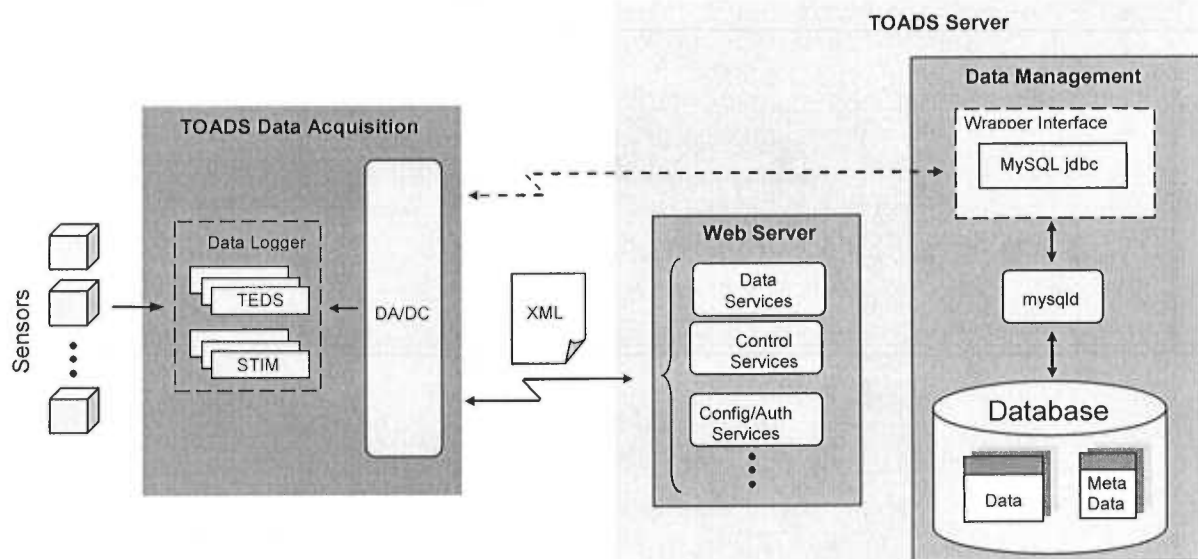 TOADS Server
Data Management
Wrapper Interface
MySQL jdbc
mysqld
Database
Data
Meta
Data
TOADS Data Acquisition
Data Logger
TEDS
STIM
DA/DC
Sensors
XML
Web Server
Data
Services
Control
Services
Config/Auth
Services